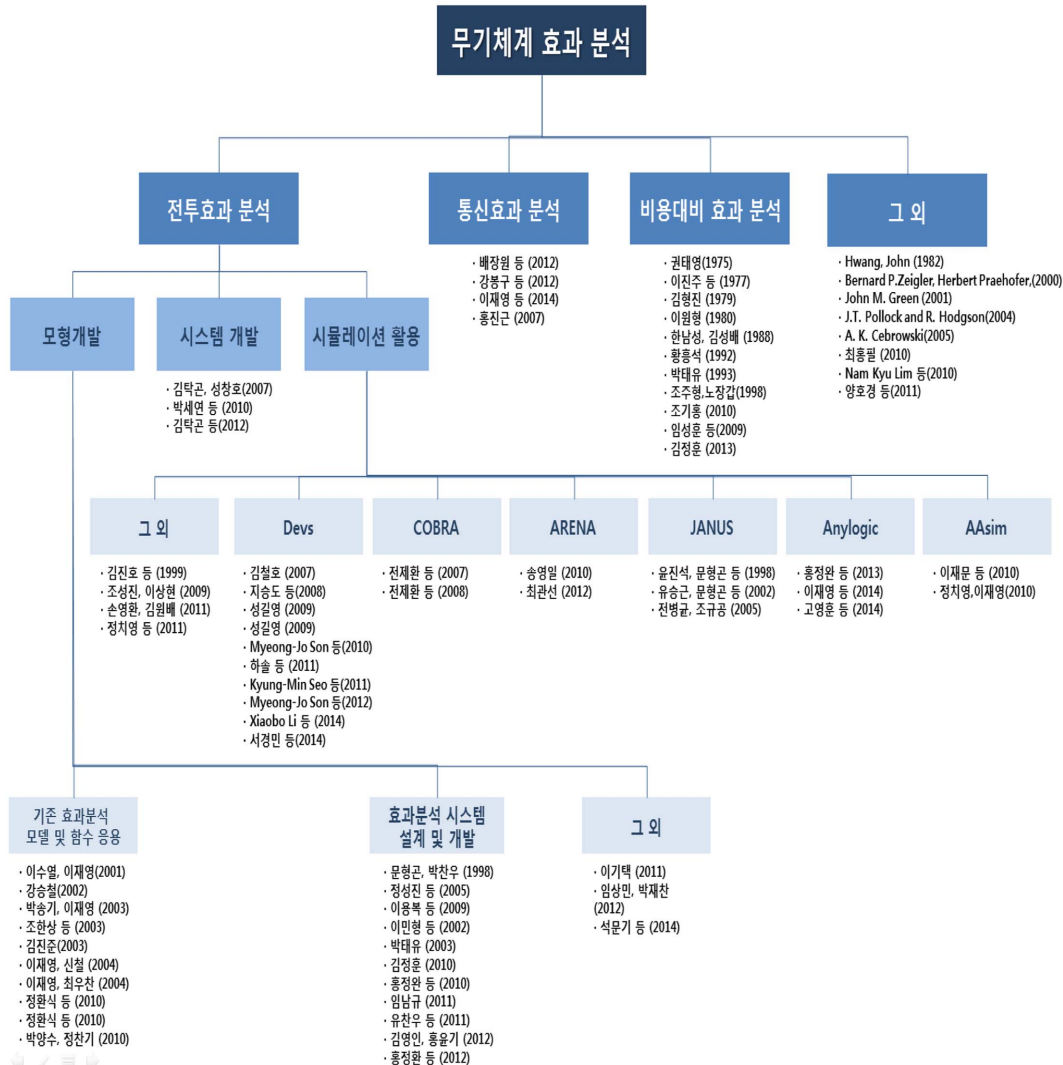 무기체계 효과 분석
전투효과 분석
통신효과 분석
· 배장원 등 (2012)
· 강봉구 등 (2012)
· 이재영 등 (2014)
· 홍진근 (2007)
비용대비 효과 분석
· 권태영(1975)
· 이진주 등 (1977)
· 김형진 (1979)
· 이원형 (1980)
· 한남성, 김성배 (1988)
· 황흥석 (1992)
· 박태유 (1993)
· 조주형,노장갑(1998)
· 조기홍 (2010)
· 임성훈 등(2009)
· 김정훈 (2013)
그 외
· Hwang, John (1982)
· Bernard P.Zeigler, Herbert Praehofer,(2000)
· John M. Green (2001)
· J.T. Pollock and R. Hodgson(2004)
· A. K. Cebrowski(2005)
· 최홍필 (2010)
· Nam Kyu Lim 등(2010)
· 양호경 등(2011)
모형개발
시스템 개발
· 김탁곤, 성창호(2007)
· 박세연 등 (2010)
· 김탁곤 등(2012)
시뮬레이션 활용
그 외
· 김진호 등 (1999)
· 조성진, 이상현 (2009)
· 손영환, 김원배 (2011)
· 정치영 등 (2011)
Devs
· 김철호 (2007)
· 지승도 등(2008)
· 성길영 (2009)
· 성길영 (2009)
· Myeong-Jo Son 등(2010)
· 하솔 등 (2011)
· Kyung-Min Seo 등(2011)
· Myeong-Jo Son 등(2012)
· Xiaobo Li 등 (2014)
· 서경민 등(2014)
COBRA
· 전제환 등 (2007)
· 전제환 등 (2008)
ARENA
· 송영일 (2010)
· 최관선 (2012)
JANUS
· 윤진석, 문형곤 등 (1998)
· 유승근, 문형곤 등 (2002)
· 전병균, 조규공 (2005)
Anylogic
· 홍정완 등 (2013)
· 이재영 등 (2014)
· 고영훈 등 (2014)
AAsim
· 이재문 등 (2010)
· 정치영,이재영(2010)
기존 효과분석
모델 및 함수 응용
· 이수열, 이재영(2001)
· 강승철(2002)
· 박송기, 이재영 (2003)
· 조한상 등 (2003)
· 김진준(2003)
· 이재영, 신철 (2004)
· 이재영, 최우찬 (2004)
· 정환식 등 (2010)
· 정환식 등 (2010)
· 박양수, 정찬기 (2010)
효과분석 시스템
설계 및 개발
· 문형곤, 박찬우 (1998)
· 정성진 등 (2005)
· 이용복 등 (2009)
· 이민형 등 (2002)
· 박태유 (2003)
· 김정훈 (2010)
· 홍정완 등 (2010)
· 임남규 (2011)
· 유찬우 등 (2011)
· 김영인, 홍윤기 (2012)
· 홍정환 등 (2012)
그 외
· 이기택 (2011)
· 임상민, 박재찬
(2012)
· 석문기 등 (2014)